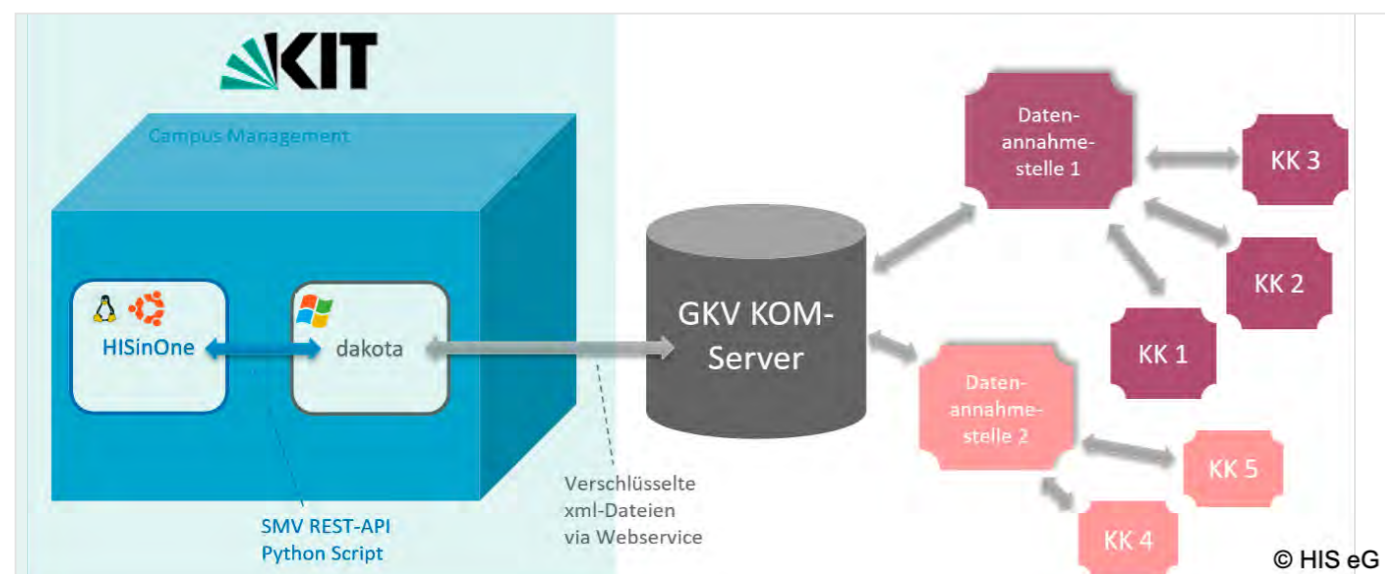 KIT
Campus Management
HISinOne
dakota
SMV REST-API
Python Script
Verschlüsselte
xml-Dateien
via Webservice
GKV KOM-
Server
Daten-
annahme-
stelle 1
KK 3
KK 2
KK 1
Daten-
annahme-
stelle 2
KK 5
KK 4
© HIS eG